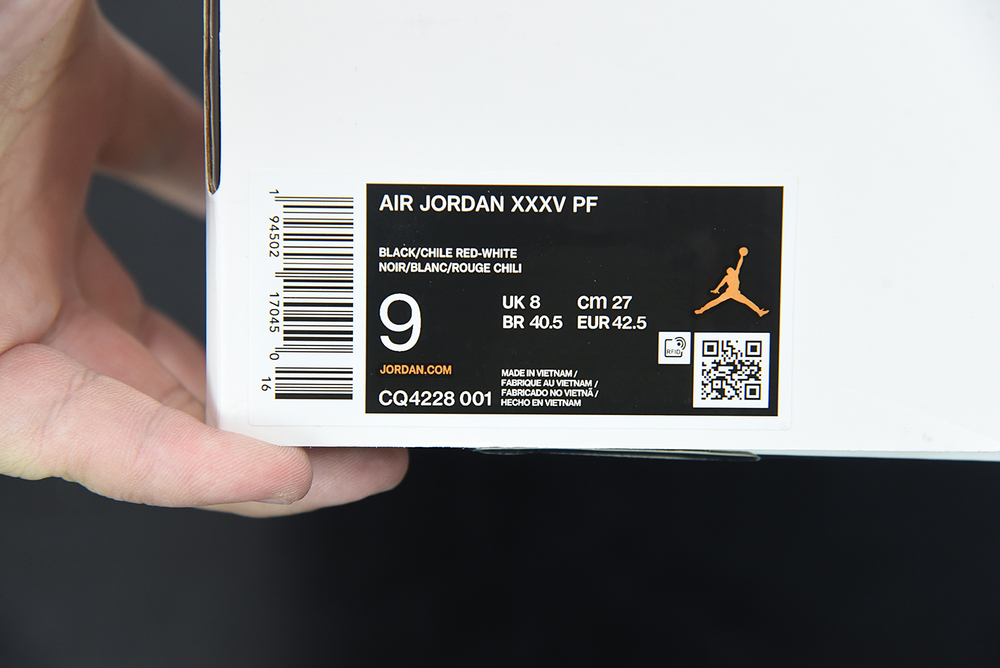 AIR JORDAN XXXV PF
BLACK/CHILE RED-WHITE
NOIR/BLANC/ROUGE CHILI
9
UK 8 cm 27
BR 40.5 EUR 42.5
JORDAN.COM
CQ4228 001
MADE IN VIETNAM /
FABRIQUE AU VIETNAM /
FABRICADO NO VIETNÃ /
HECHO EN VIETNAM
RFID
1 94502 17045 0 16